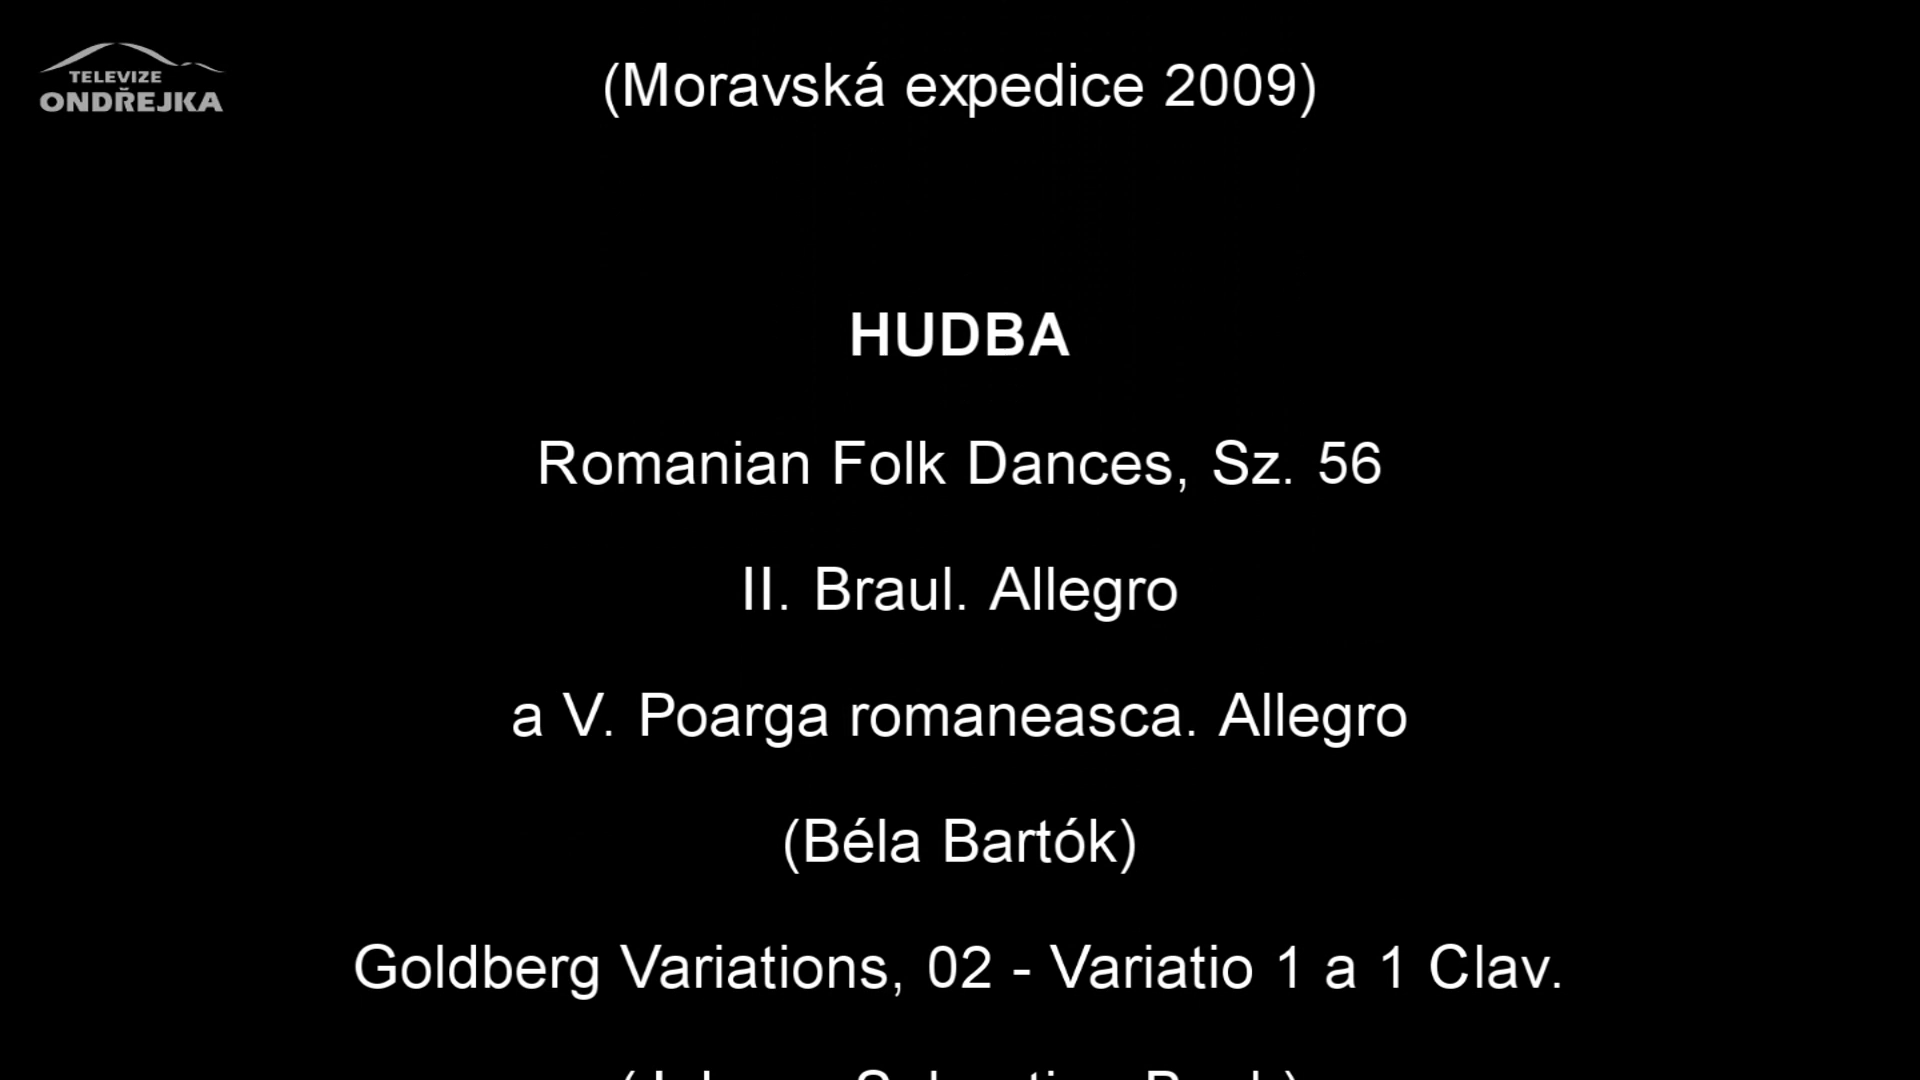 TELEVIZE
ONDŘEJKA
(Moravská expedice 2009)
HUDBA
Romanian Folk Dances, Sz. 56
II. Braul. Allegro
a V. Poarga romaneasca. Allegro
(Béla Bartók)
Goldberg Variations, 02 - Variatio 1 a 1 Clav.